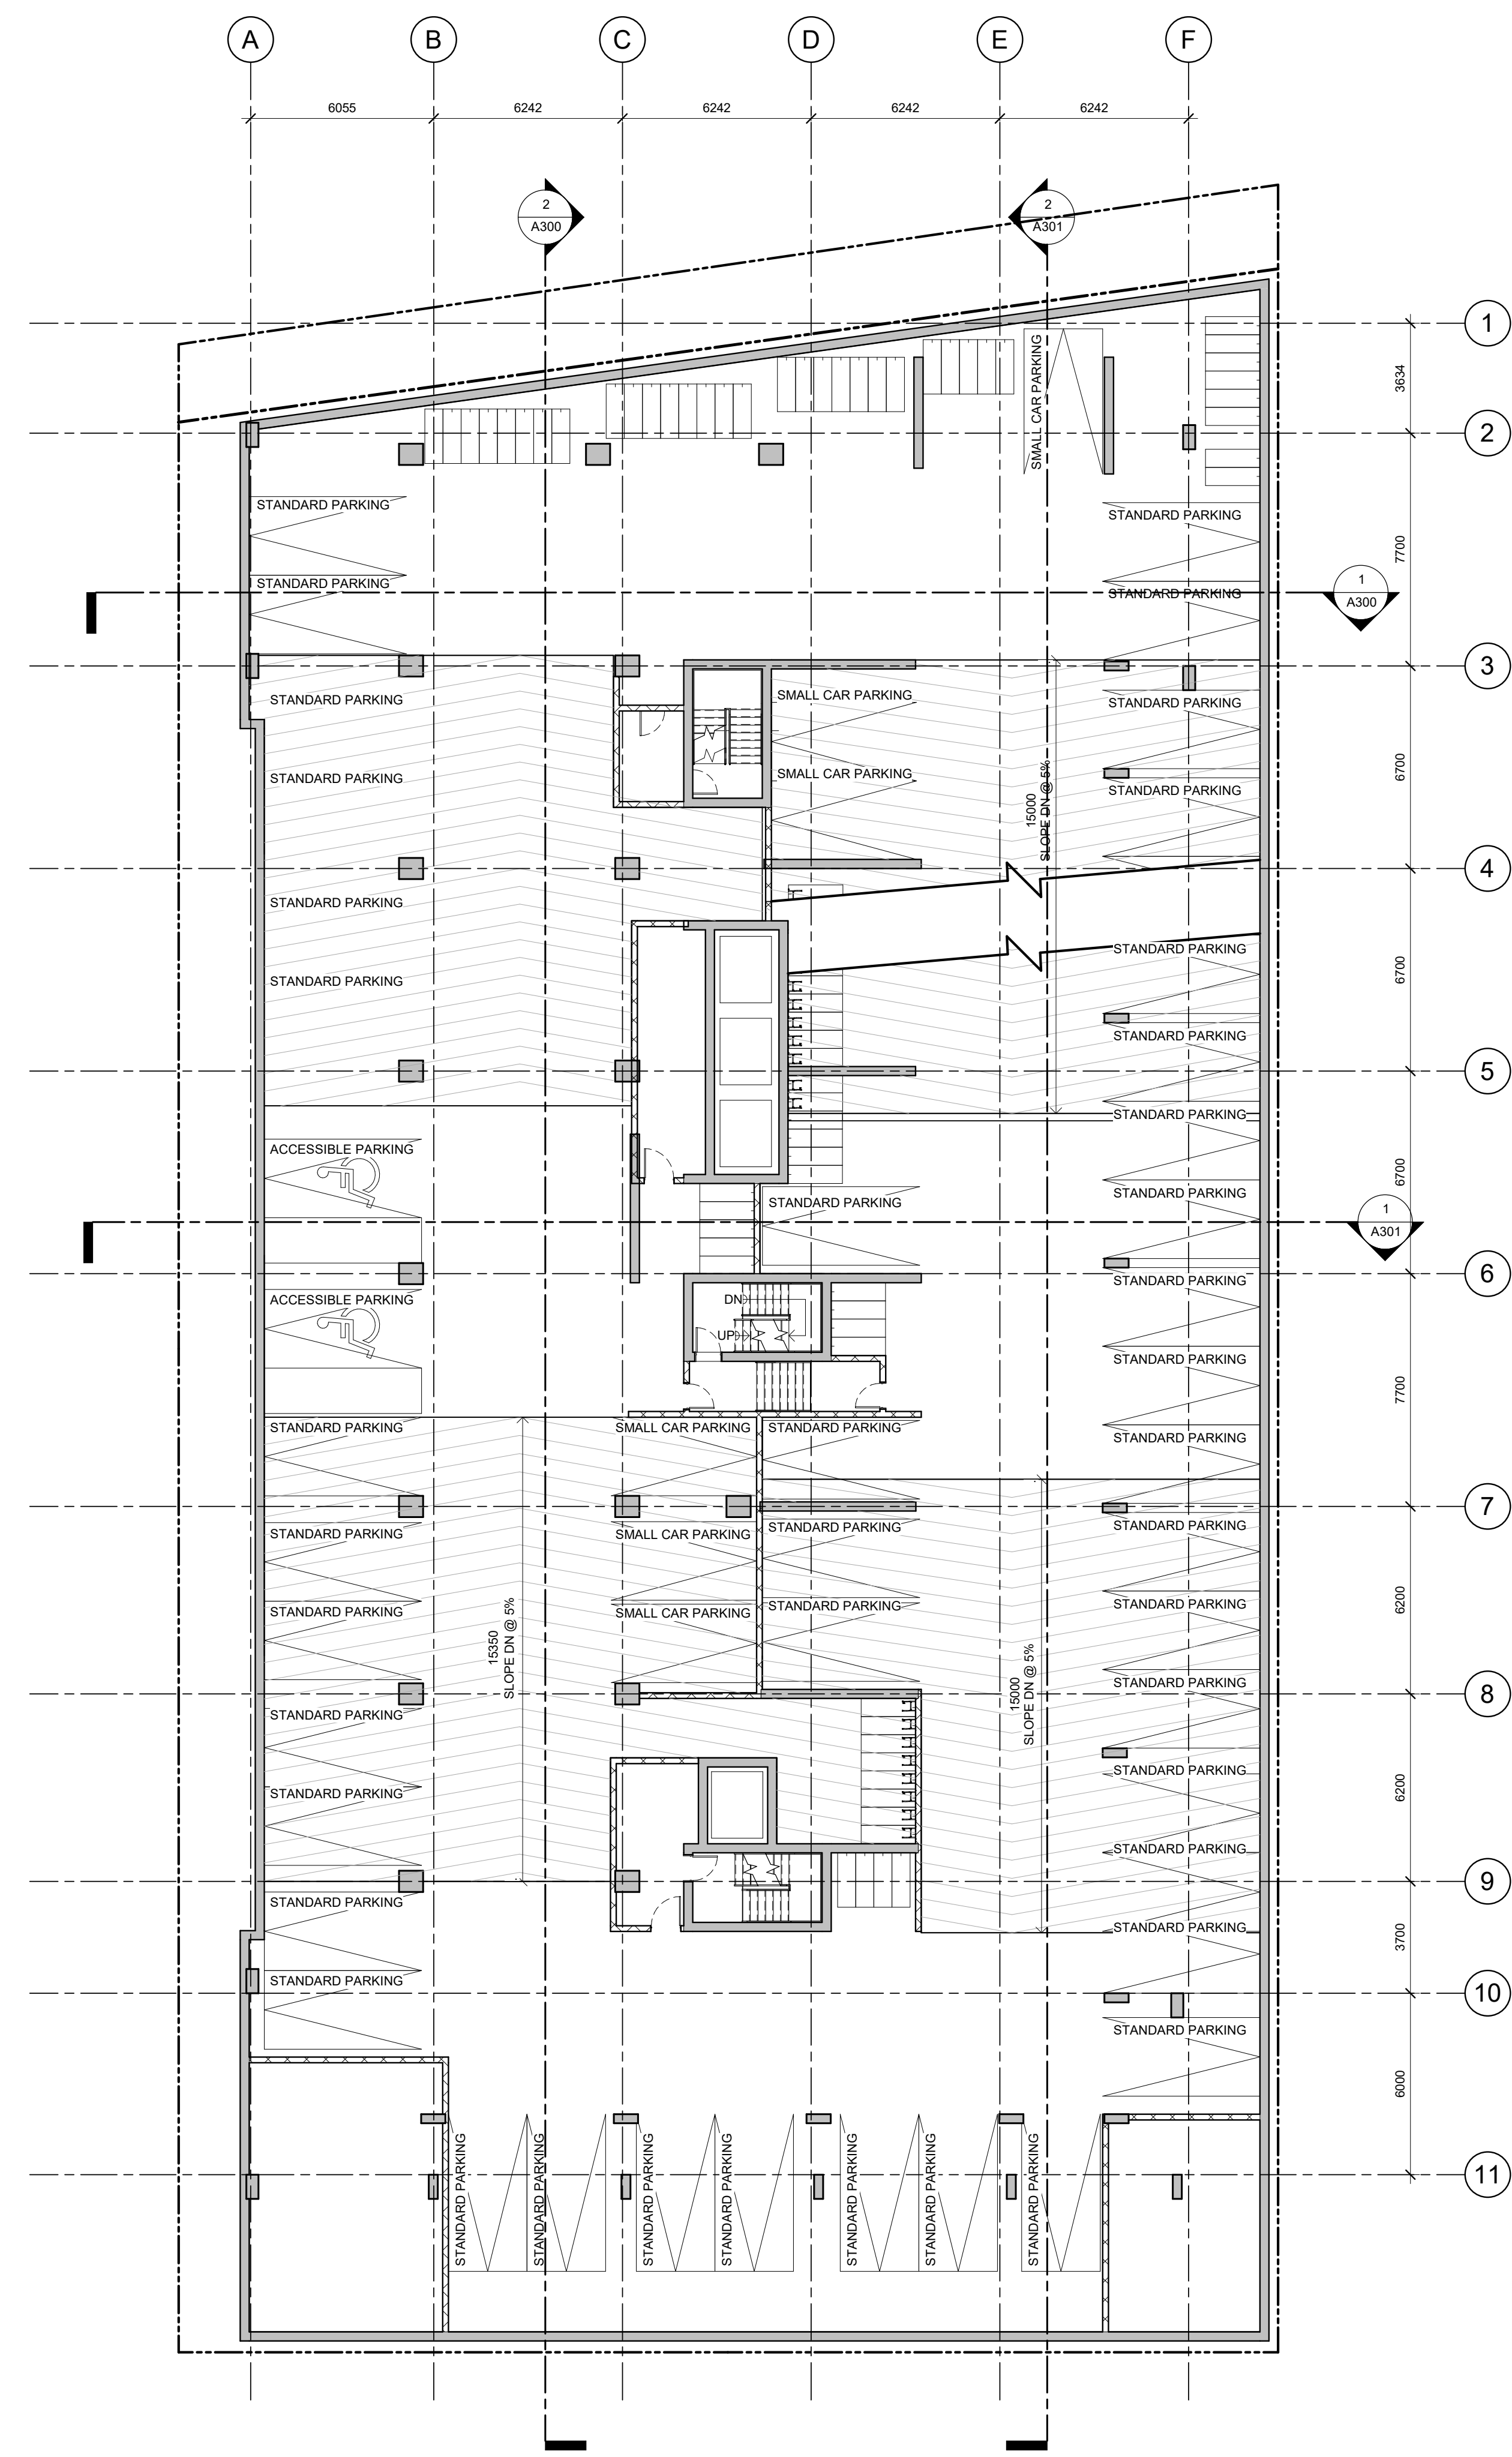 A
B
C
D
E
F
6055
6242
6242
6242
6242
2
A300
2
A301
1
3634
SMALL CAR PARKING
2
STANDARD PARKING
STANDARD PARKING
7700
STANDARD PARKING
STANDARD PARKING
1
A300
3
STANDARD PARKING
SMALL CAR PARKING
STANDARD PARKING
6700
STANDARD PARKING
SMALL CAR PARKING
STANDARD PARKING
15000
SLOPE DN @ 5%
4
STANDARD PARKING
STANDARD PARKING
6700
STANDARD PARKING
STANDARD PARKING
5
STANDARD PARKING
ACCESSIBLE PARKING
6700
STANDARD PARKING
STANDARD PARKING
1
A301
6
STANDARD PARKING
ACCESSIBLE PARKING
DN
UP
STANDARD PARKING
7700
STANDARD PARKING
SMALL CAR PARKING
STANDARD PARKING
STANDARD PARKING
7
STANDARD PARKING
SMALL CAR PARKING
STANDARD PARKING
STANDARD PARKING
6200
STANDARD PARKING
SMALL CAR PARKING
STANDARD PARKING
STANDARD PARKING
15350
SLOPE DN @ 5%
15000
SLOPE DN @ 5%
STANDARD PARKING
8
STANDARD PARKING
STANDARD PARKING
6200
STANDARD PARKING
STANDARD PARKING
9
STANDARD PARKING
STANDARD PARKING
3700
STANDARD PARKING
10
STANDARD PARKING
6000
STANDARD PARKING
STANDARD PARKING
STANDARD PARKING
STANDARD PARKING
STANDARD PARKING
STANDARD PARKING
STANDARD PARKING
11